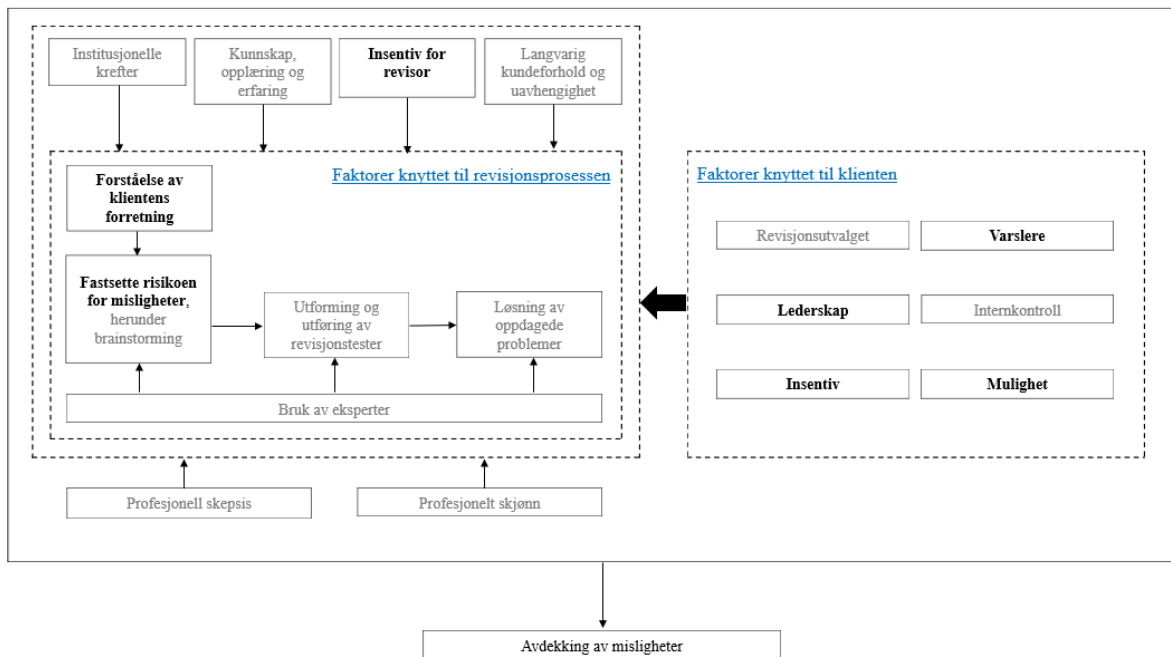 Institusjonelle
krefter
Kunnskap,
opplæring og
erfaring
Insentiv for
revisor
Langvarig
kundeforhold og
uavhengighet
Faktorer knyttet til revisjonsprosessen
Forståelse av
klientens
forretning
Fastsette risikoen
for misligheter,
herunder
brainstorming
Utforming og
utføring av
revisjonstester
Løsning av
oppdagede
problemer
Bruk av eksperter
Profesjonell skepsis
Profesjonelt skjønn
Faktorer knyttet til klienten
Revisjonsutvalget
Varslere
Lederskap
Internkontroll
Insentiv
Mulighet
Avdekking av misligheter